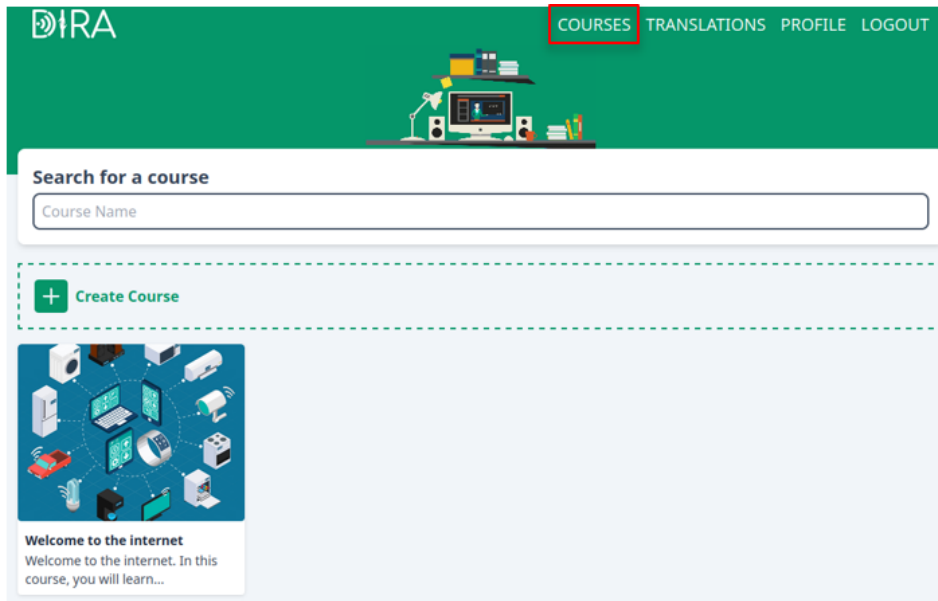 DIRA
COURSES TRANSLATIONS PROFILE LOGOUT
Search for a course
Course Name
Create Course
Welcome to the internet
Welcome to the internet. In this
course, you will learn...